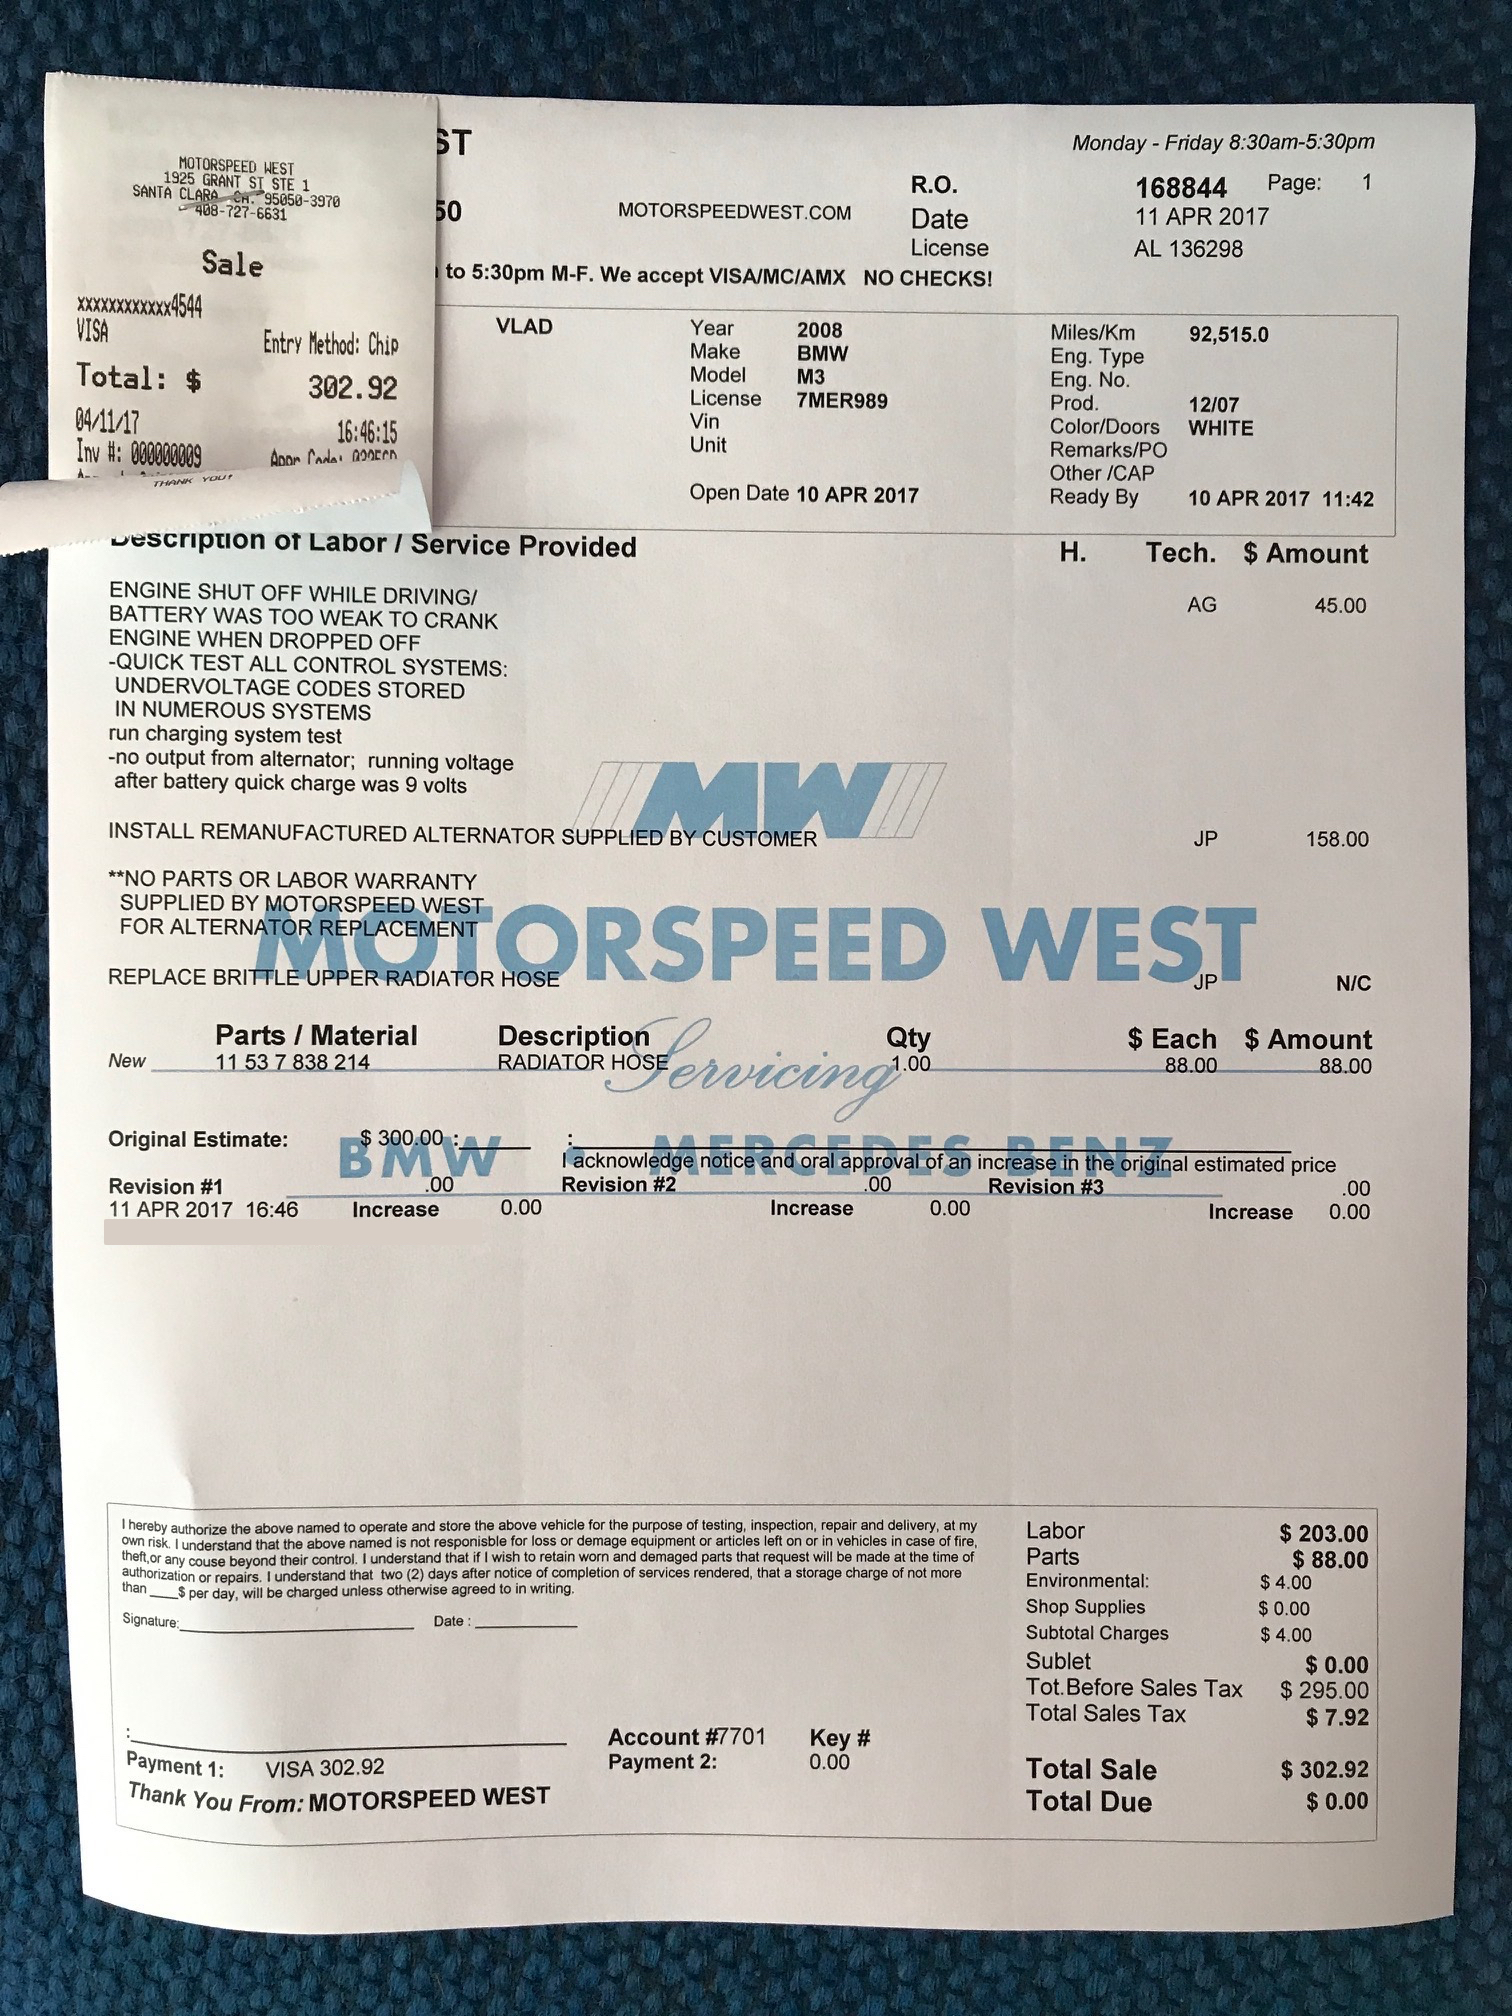 MOTORSPEED WEST
1925 GRANT ST STE 1
SANTA CLARA, CA. 95050-3970
408-727-6631
Sale
xxxxxxxxxxxx4544
VISA
Entry Method: Chip
Total: $ 302.92
04/11/17 16:46:15
Inv #: 000000009 Appr Code:
THANK YOU!
ST
Monday - Friday 8:30am-5:30pm
R.O. 168844 Page: 1
50 MOTORSPEEDWEST.COM Date 11 APR 2017
License AL 136298
to 5:30pm M-F. We accept VISA/MC/AMX NO CHECKS!
VLAD Year 2008 Miles/Km 92,515.0
Make BMW Eng. Type
Model M3 Eng. No.
License 7MER989 Prod. 12/07
Vin Color/Doors WHITE
Unit Remarks/PO
Other /CAP
Open Date 10 APR 2017 Ready By 10 APR 2017 11:42
Description of Labor / Service Provided H. Tech. $ Amount
ENGINE SHUT OFF WHILE DRIVING/ AG 45.00
BATTERY WAS TOO WEAK TO CRANK
ENGINE WHEN DROPPED OFF
-QUICK TEST ALL CONTROL SYSTEMS:
UNDERVOLTAGE CODES STORED
IN NUMEROUS SYSTEMS
run charging system test
-no output from alternator; running voltage
after battery quick charge was 9 volts
MW
INSTALL REMANUFACTURED ALTERNATOR SUPPLIED BY CUSTOMER JP 158.00
**NO PARTS OR LABOR WARRANTY
SUPPLIED BY MOTORSPEED WEST
FOR ALTERNATOR REPLACEMENT
MOTORSPEED WEST
REPLACE BRITTLE UPPER RADIATOR HOSE JP N/C
Parts / Material Description Qty $ Each $ Amount
New 11 53 7 838 214 RADIATOR HOSE 1.00 88.00 88.00
Servicing
Original Estimate: $ 300.00 : :
BMW • MERCEDES BENZ
I acknowledge notice and oral approval of an increase in the original estimated price
Revision #1 .00 Revision #2 .00 Revision #3 .00
11 APR 2017 16:46 Increase 0.00 Increase 0.00 Increase 0.00
I hereby authorize the above named to operate and store the above vehicle for the purpose of testing, inspection, repair and delivery, at my
own risk. I understand that the above named is not responisble for loss or damage equipment or articles left on or in vehicles in case of fire,
theft,or any couse beyond their control. I understand that if I wish to retain worn and damaged parts that request will be made at the time of
authorization or repairs. I understand that two (2) days after notice of completion of services rendered, that a storage charge of not more
than ____$ per day, will be charged unless otherwise agreed to in writing.
Signature: Date :
Labor $ 203.00
Parts $ 88.00
Environmental: $ 4.00
Shop Supplies $ 0.00
Subtotal Charges $ 4.00
Sublet $ 0.00
Tot.Before Sales Tax $ 295.00
Total Sales Tax $ 7.92
: Account #7701 Key #
Payment 1: VISA 302.92 Payment 2: 0.00
Total Sale $ 302.92
Thank You From: MOTORSPEED WEST
Total Due $ 0.00